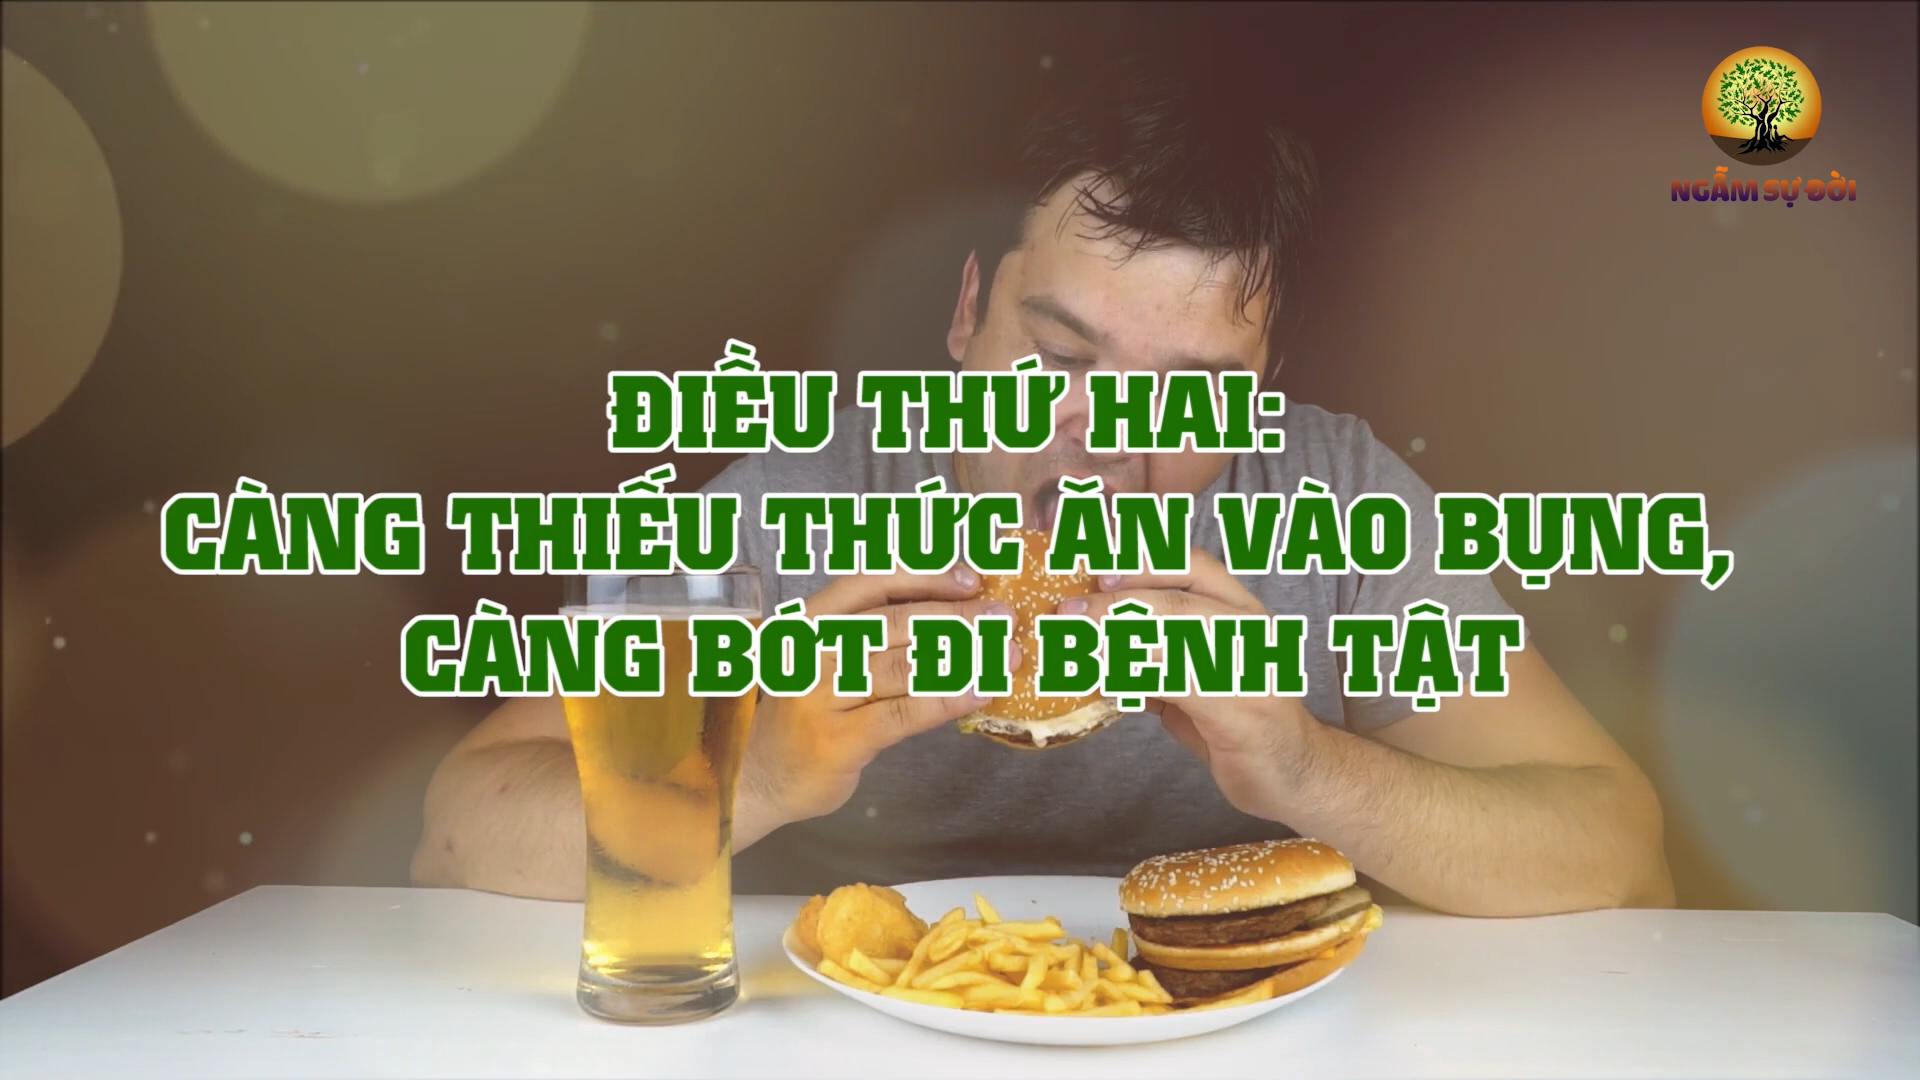 NGẪM SỰ ĐỜI
ĐIỀU THỨ HAI:
CÀNG THIẾU THỨC ĂN VÀO BỤNG,
CÀNG BỚT ĐI BỆNH TẬT